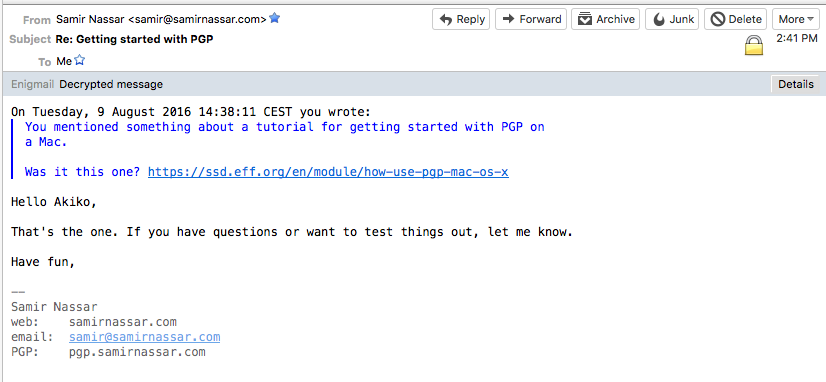 From Samir Nassar <samir@samirnassar.com> Reply Forward Archive Junk Delete More
Subject Re: Getting started with PGP 2:41 PM
To Me
Enigmail Decrypted message Details
On Tuesday, 9 August 2016 14:38:11 CEST you wrote:
You mentioned something about a tutorial for getting started with PGP on
a Mac.
Was it this one? https://ssd.eff.org/en/module/how-use-pgp-mac-os-x
Hello Akiko,
That's the one. If you have questions or want to test things out, let me know.
Have fun,
--
Samir Nassar
web: samirnassar.com
email: samir@samirnassar.com
PGP: pgp.samirnassar.com